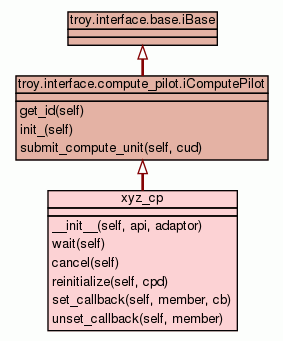 troy.interface.base.iBase
troy.interface.compute_pilot.iComputePilot
get_id(self)
init_(self)
submit_compute_unit(self, cud)
xyz_cp
__init__(self, api, adaptor)
wait(self)
cancel(self)
reinitialize(self, cpd)
set_callback(self, member, cb)
unset_callback(self, member)